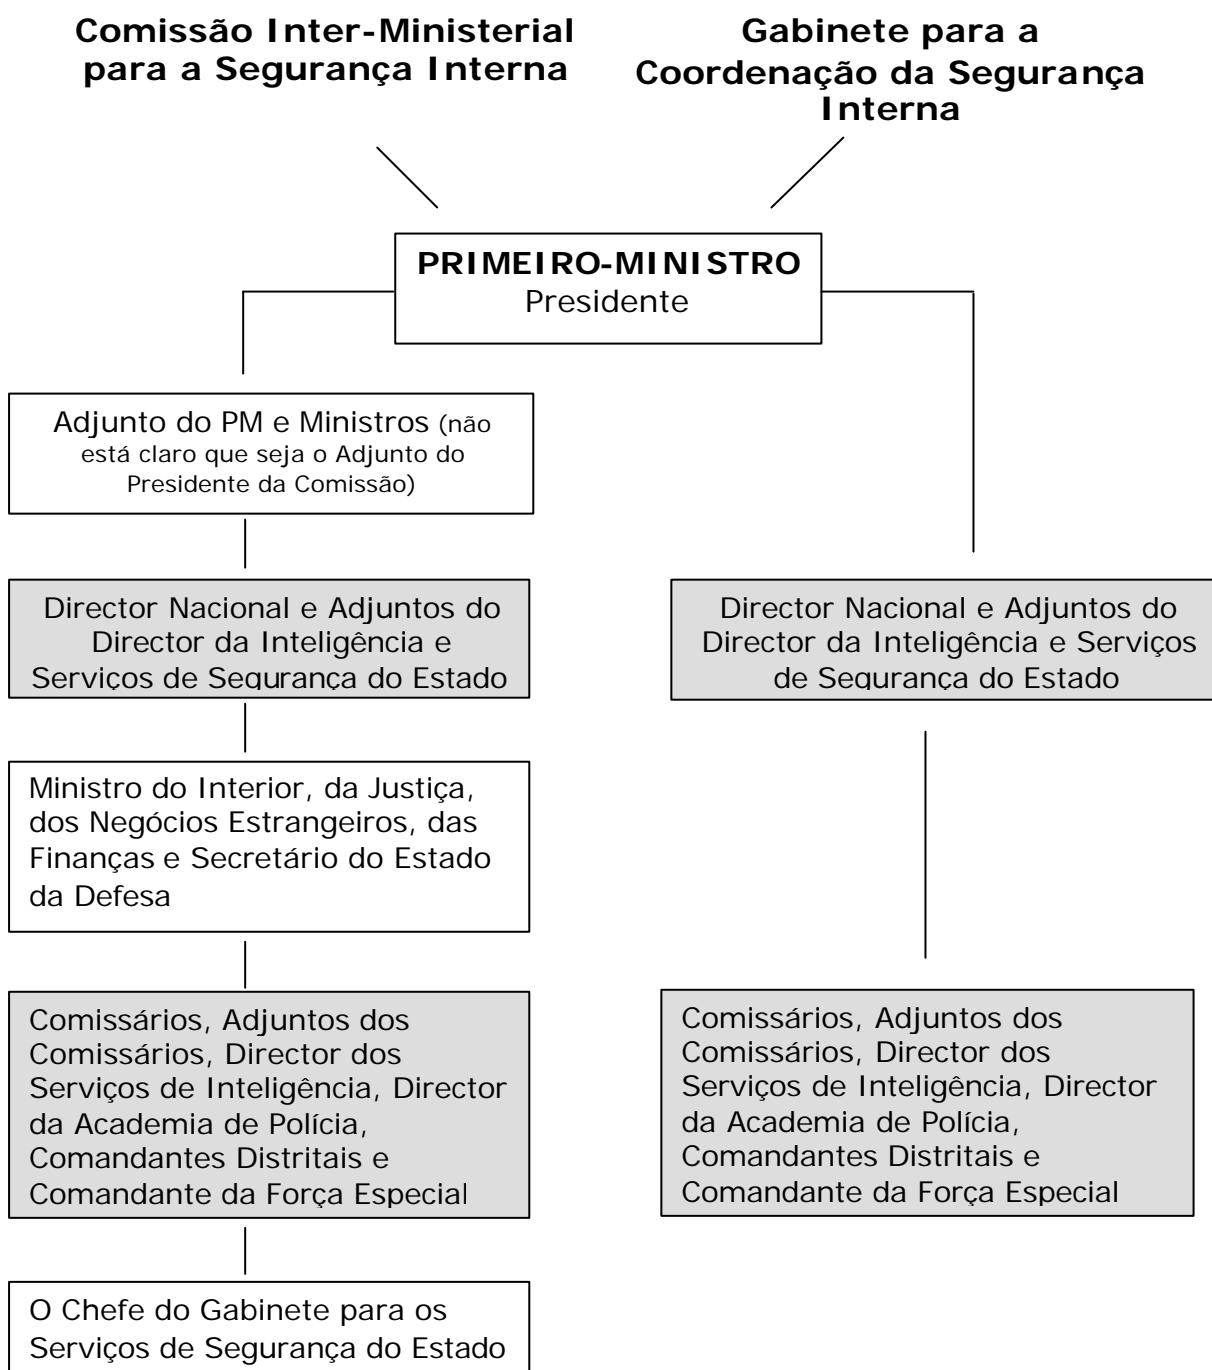 Comissão Inter-Ministerial
para a Segurança Interna
Gabinete para a
Coordenação da Segurança
Interna
PRIMEIRO-MINISTRO
Presidente
Adjunto do PM e Ministros (não
está claro que seja o Adjunto do
Presidente da Comissão)
Director Nacional e Adjuntos do
Director da Inteligência e
Serviços de Segurança do Estado
Director Nacional e Adjuntos do
Director da Inteligência e Serviços
de Segurança do Estado
Ministro do Interior, da Justiça,
dos Negócios Estrangeiros, das
Finanças e Secretário do Estado
da Defesa
Comissários, Adjuntos dos
Comissários, Director dos
Serviços de Inteligência, Director
da Academia de Polícia,
Comandantes Distritais e
Comandante da Força Especial
Comissários, Adjuntos dos
Comissários, Director dos
Serviços de Inteligência, Director
da Academia de Polícia,
Comandantes Distritais e
Comandante da Força Especial
O Chefe do Gabinete para os
Serviços de Segurança do Estado